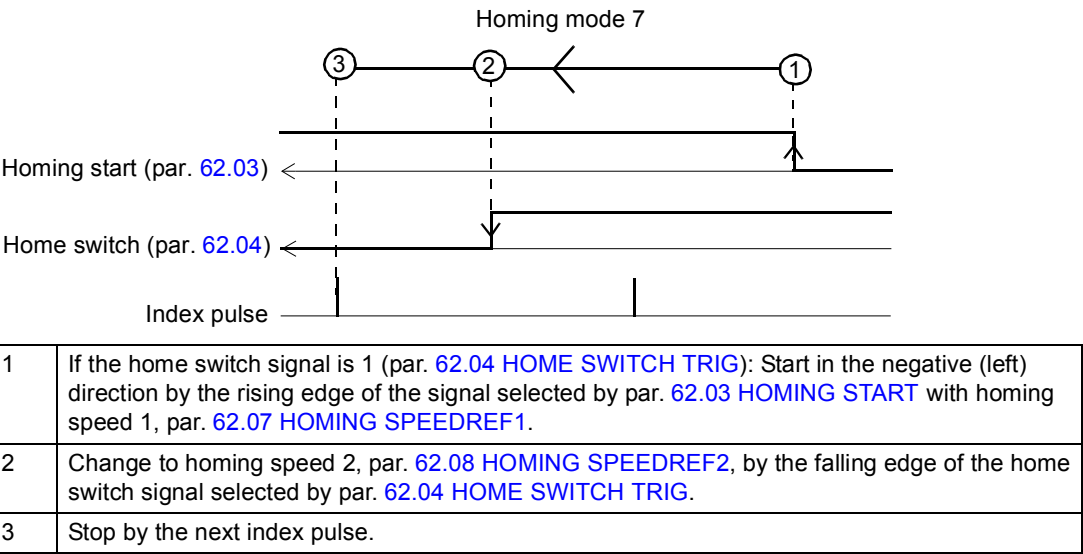 Homing mode 7
3 2 1
Homing start (par. 62.03)
Home switch (par. 62.04)
Index pulse
1 If the home switch signal is 1 (par. 62.04 HOME SWITCH TRIG): Start in the negative (left)
direction by the rising edge of the signal selected by par. 62.03 HOMING START with homing
speed 1, par. 62.07 HOMING SPEEDREF1.
2 Change to homing speed 2, par. 62.08 HOMING SPEEDREF2, by the falling edge of the home
switch signal selected by par. 62.04 HOME SWITCH TRIG.
3 Stop by the next index pulse.